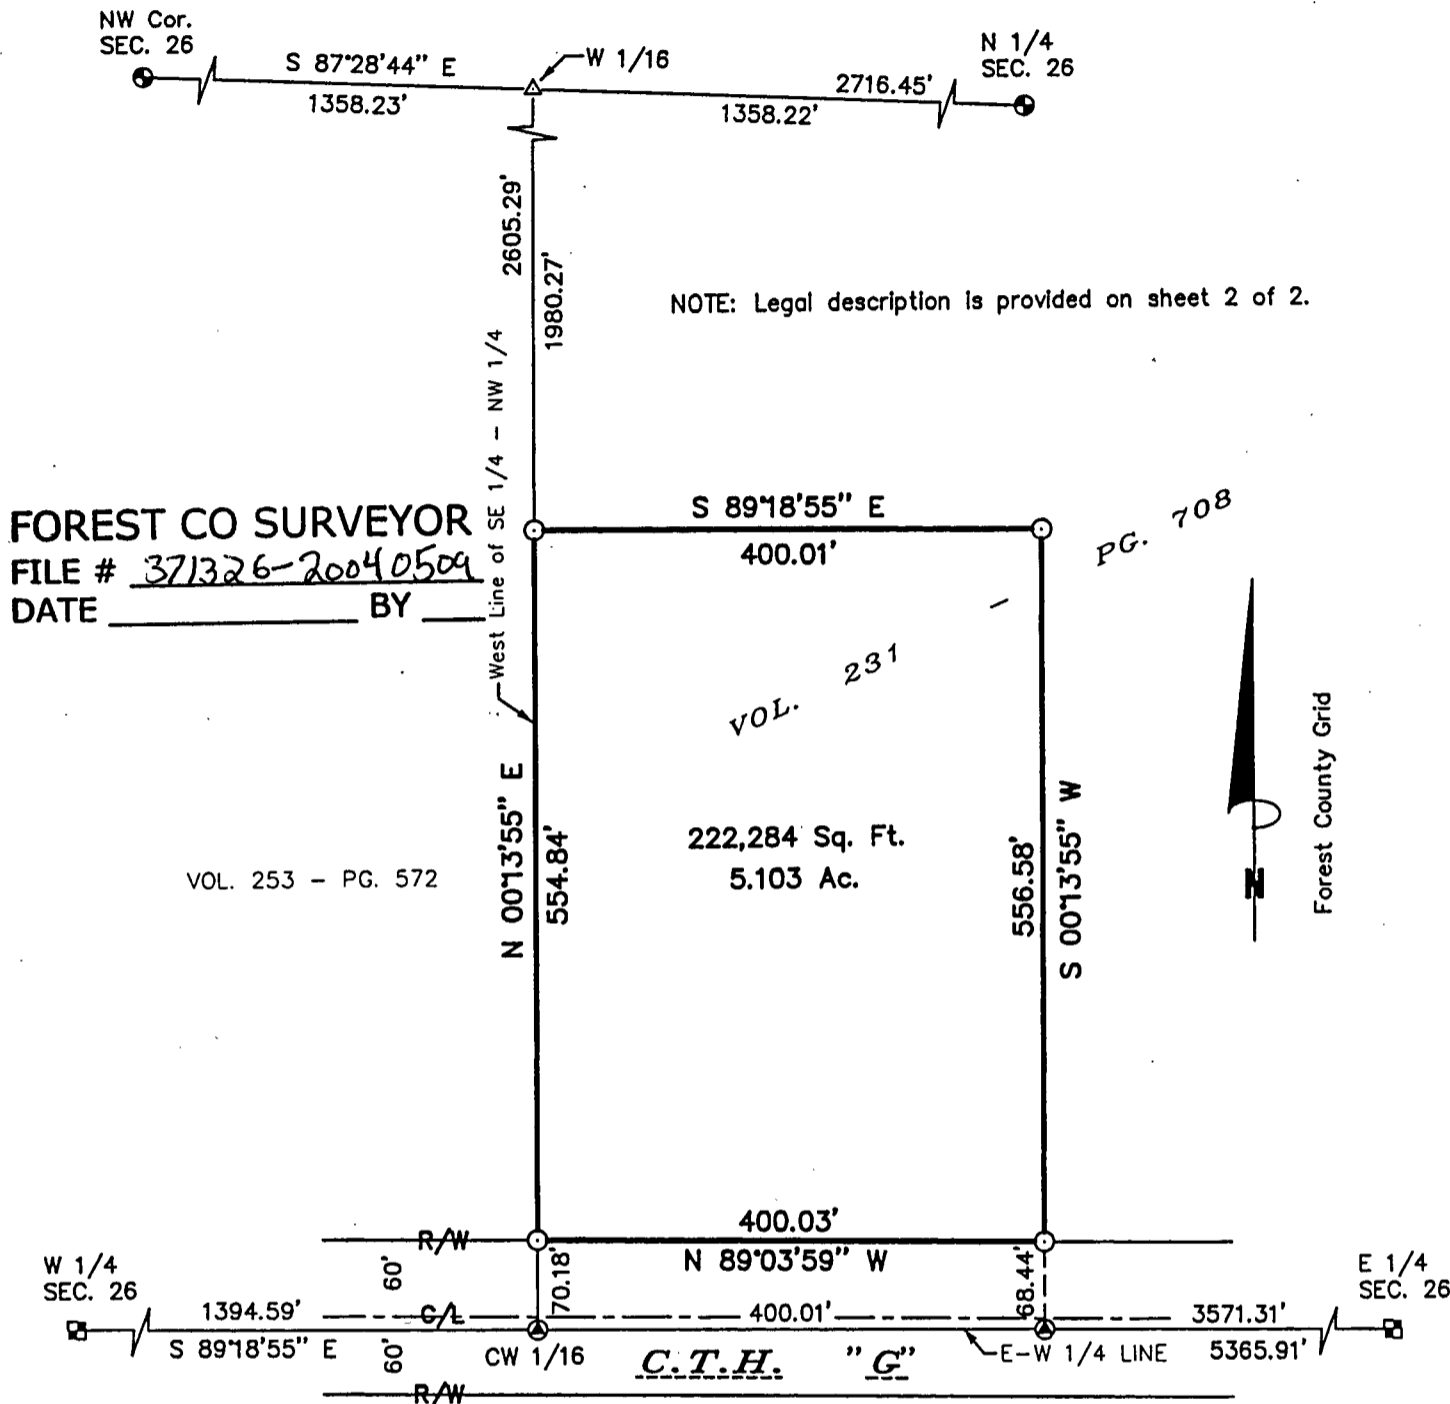 NW Cor.
SEC. 26
S 87°28'44" E
1358.23'
W 1/16
N 1/4
SEC. 26
2716.45'
1358.22'
2605.29'
1980.27'
West Line of SE 1/4 - NW 1/4
NOTE: Legal description is provided on sheet 2 of 2.
FOREST CO SURVEYOR
FILE # 371326-20040509
DATE ____________ BY ____
S 89°18'55" E
400.01'
VOL. 231 - PG. 708
N 00°13'55" E
554.84'
VOL. 253 - PG. 572
222,284 Sq. Ft.
5.103 Ac.
556.58'
S 00°13'55" W
N
Forest County Grid
400.03'
N 89°03'59" W
R/W
60'
70.18'
68.44'
W 1/4
SEC. 26
1394.59'
S 89°18'55" E
C/L
400.01'
3571.31'
E 1/4
SEC. 26
60'
CW 1/16
C.T.H. "G"
E-W 1/4 LINE
5365.91'
R/W